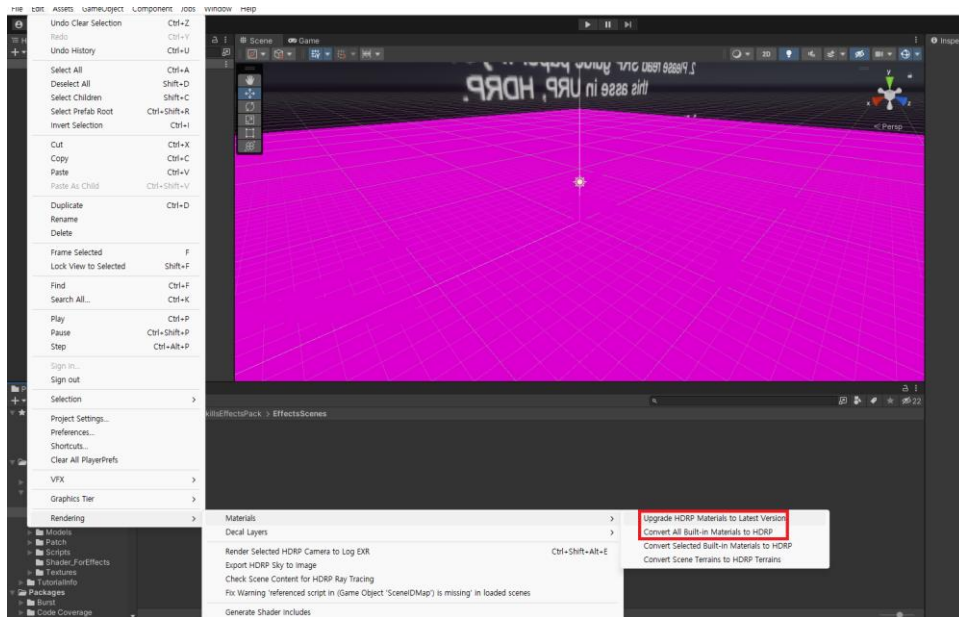 File Edit Assets GameObject Component Jobs Window Help
Undo Clear Selection Ctrl+Z
Redo Ctrl+Y
Undo History Ctrl+U
Select All Ctrl+A
Deselect All Shift+D
Select Children Shift+C
Select Prefab Root Ctrl+Shift+R
Invert Selection Ctrl+I
Cut Ctrl+X
Copy Ctrl+C
Paste Ctrl+V
Paste As Child Ctrl+Shift+V
Duplicate Ctrl+D
Rename
Delete
Frame Selected F
Lock View to Selected Shift+F
Find Ctrl+F
Search All... Ctrl+K
Play Ctrl+P
Pause Ctrl+Shift+P
Step Ctrl+Alt+P
Sign in...
Sign out
Selection >
Project Settings...
Preferences...
Shortcuts...
Clear All PlayerPrefs
VFX >
Graphics Tier >
Rendering >
Materials >
Decal Layers >
Render Selected HDRP Camera to Log EXR Ctrl+Shift+Alt+E
Export HDRP Sky to Image
Check Scene Content for HDRP Ray Tracing
Fix Warning 'referenced script in (Game Object 'SceneIDMap') is missing' in loaded scenes
Generate Shader Includes
Upgrade HDRP Materials to Latest Version
Convert All Built-in Materials to HDRP
Convert Selected Built-in Materials to HDRP
Convert Scene Terrains to HDRP Terrains
Scene Game
2D
Persp
this in asse
URP, HDRP.
killsEffectsPack > EffectsScenes
22
Models
Patch
Scripts
Shader_ForEffects
Textures
TutorialInfo
Packages
Burst
Code Coverage
Inspe